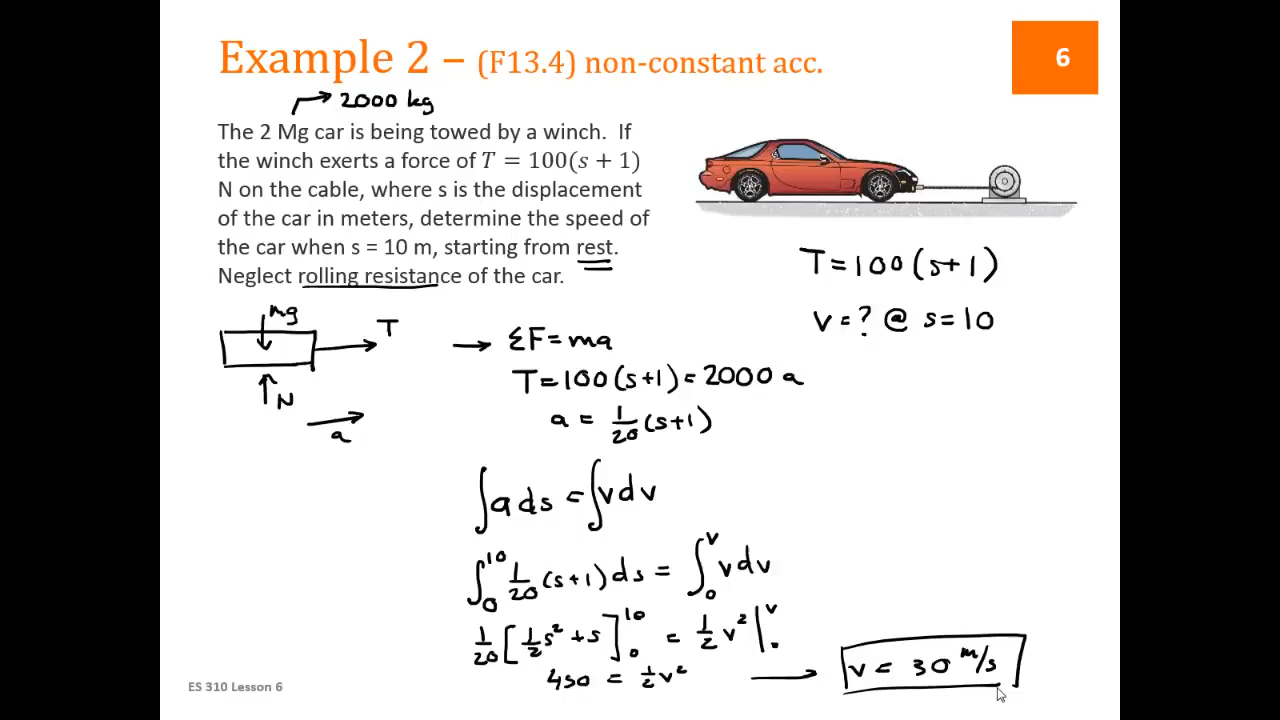 Example 2 – (F13.4) non-constant acc.
6
→ 2000 kg
The 2 Mg car is being towed by a winch. If
the winch exerts a force of T = 100(s + 1)
N on the cable, where s is the displacement
of the car in meters, determine the speed of
the car when s = 10 m, starting from rest.
Neglect rolling resistance of the car.
T = 100(s+1)
v = ? @ s = 10
mg
T
N
a
→ ΣF = ma
T = 100(s+1) = 2000 a
a = 1/20 (s+1)
∫a ds = ∫v dv
∫₀¹⁰ 1/20 (s+1) ds = ∫₀ᵛ v dv
1/20 [1/2 s² + s]₀¹⁰ = 1/2 v² |₀ᵛ
450 = 1/2 v² → v = 30 m/s
ES 310 Lesson 6